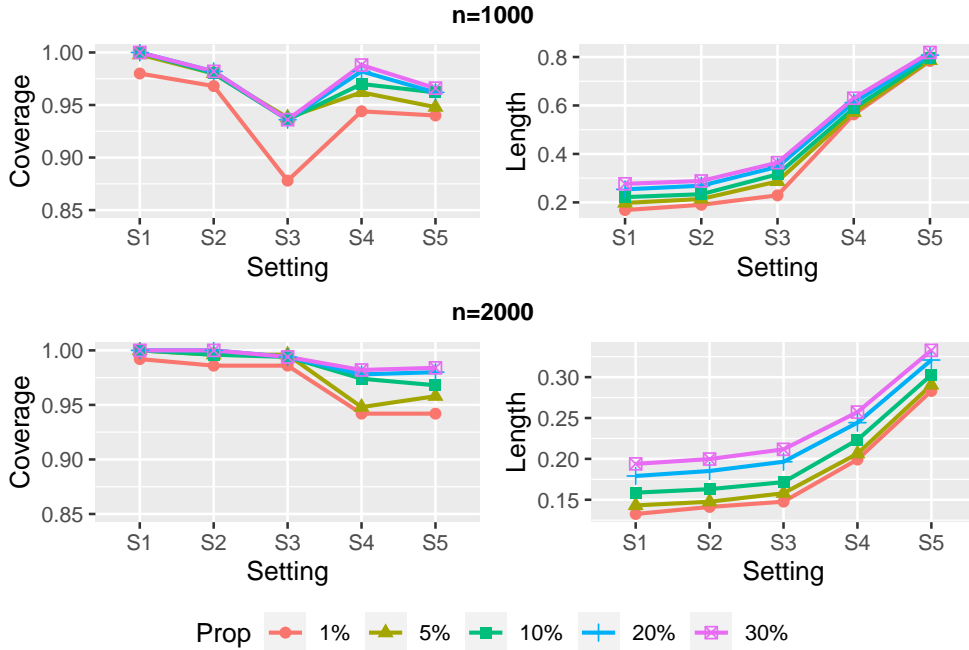 n=1000
Coverage
1.00
0.95
0.90
0.85
S1 S2 S3 S4 S5
Setting
Length
0.8
0.6
0.4
0.2
S1 S2 S3 S4 S5
Setting
n=2000
Coverage
1.00
0.95
0.90
0.85
S1 S2 S3 S4 S5
Setting
Length
0.30
0.25
0.20
0.15
S1 S2 S3 S4 S5
Setting
Prop 1% 5% 10% 20% 30%